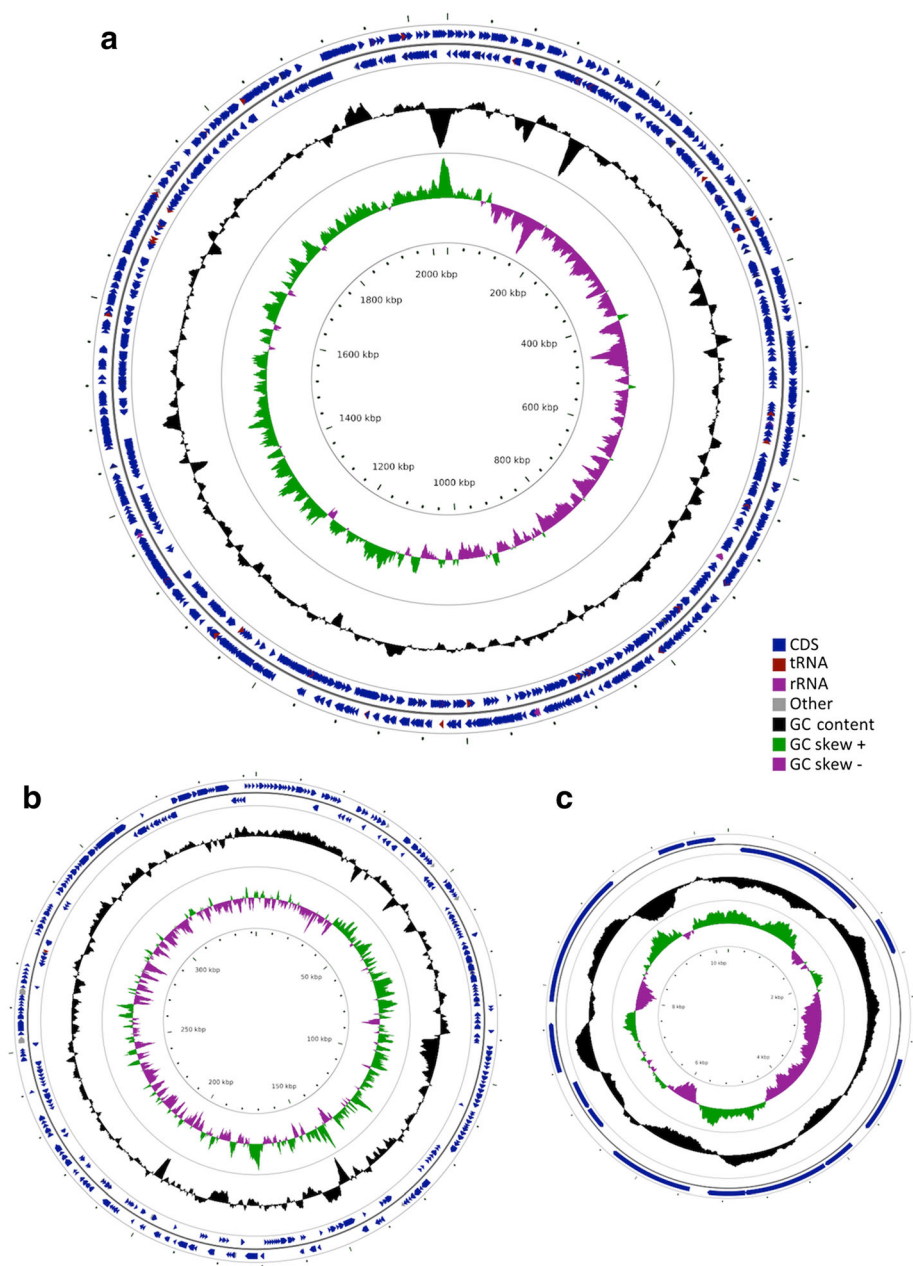 a
2000 kbp
200 kbp
400 kbp
600 kbp
800 kbp
1000 kbp
1200 kbp
1400 kbp
1600 kbp
1800 kbp
CDS
tRNA
rRNA
Other
GC content
GC skew +
GC skew -
b
50 kbp
100 kbp
150 kbp
200 kbp
250 kbp
300 kbp
c
10 kbp
2 kbp
4 kbp
6 kbp
8 kbp